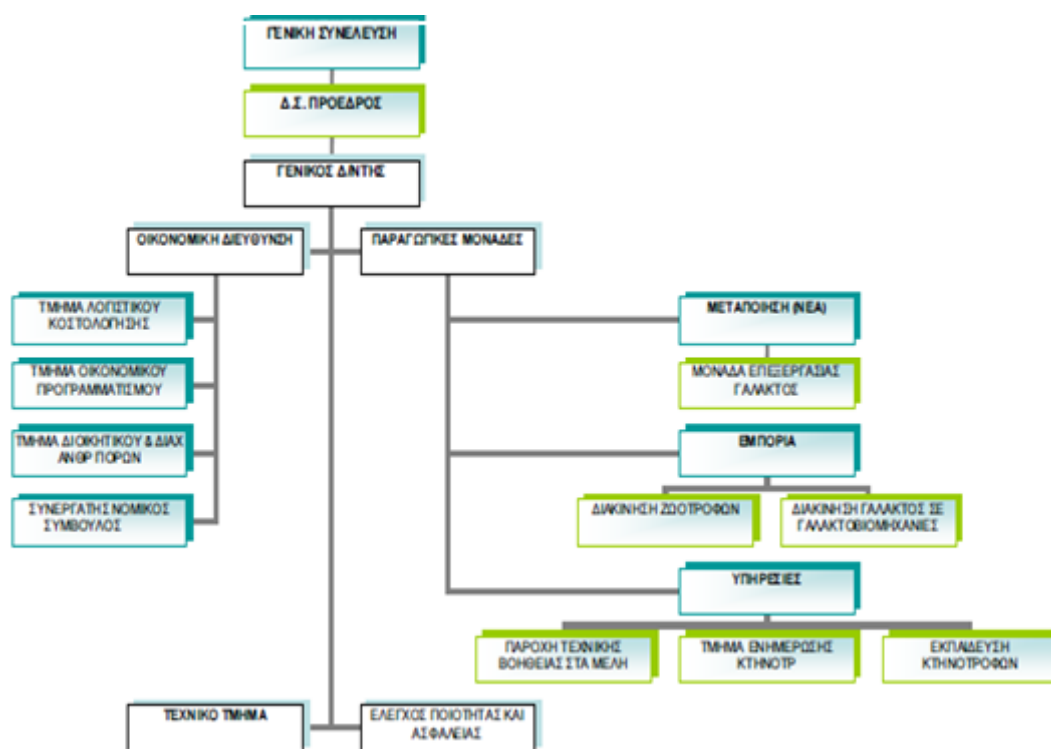 ΓΕΝΙΚΗ ΣΥΝΕΛΕΥΣΗ
Δ.Σ. ΠΡΟΕΔΡΟΣ
ΓΕΝΙΚΟΣ Δ/ΝΤΗΣ
ΟΙΚΟΝΟΜΙΚΗ ΔΙΕΥΘΥΝΣΗ
ΠΑΡΑΓΩΓΙΚΕΣ ΜΟΝΑΔΕΣ
ΤΜΗΜΑ ΛΟΓΙΣΤΙΚΟΥ
ΚΟΣΤΟΛΟΓΗΣΗΣ
ΤΜΗΜΑ ΟΙΚΟΝΟΜΙΚΟΥ
ΠΡΟΓΡΑΜΜΑΤΙΣΜΟΥ
ΤΜΗΜΑ ΔΙΟΙΚΗΤΙΚΟΥ & ΔΙΑΧ
ΑΝΘΡ ΠΟΡΩΝ
ΣΥΝΕΡΓΑΤΗΣ ΝΟΜΙΚΟΣ
ΣΥΜΒΟΥΛΟΣ
ΜΕΤΑΠΟΙΗΣΗ (ΝΕΑ)
ΜΟΝΑΔΑ ΕΠΕΞΕΡΓΑΣΙΑΣ
ΓΑΛΑΚΤΟΣ
ΕΜΠΟΡΙΑ
ΔΙΑΚΙΝΗΣΗ ΖΩΟΤΡΟΦΩΝ
ΔΙΑΚΙΝΗΣΗ ΓΑΛΑΚΤΟΣ ΣΕ
ΓΑΛΑΚΤΟΒΙΟΜΗΧΑΝΙΕΣ
ΥΠΗΡΕΣΙΕΣ
ΠΑΡΟΧΗ ΤΕΧΝΙΚΗΣ
ΒΟΗΘΕΙΑΣ ΣΤΑ ΜΕΛΗ
ΤΜΗΜΑ ΕΝΗΜΕΡΩΣΗΣ
ΚΤΗΝΟΤΡ
ΕΚΠΑΙΔΕΥΣΗ
ΚΤΗΝΟΤΡΟΦΩΝ
ΤΕΧΝΙΚΟ ΤΜΗΜΑ
ΕΛΕΓΧΟΣ ΠΟΙΟΤΗΤΑΣ ΚΑΙ
ΑΣΦΑΛΕΙΑΣ